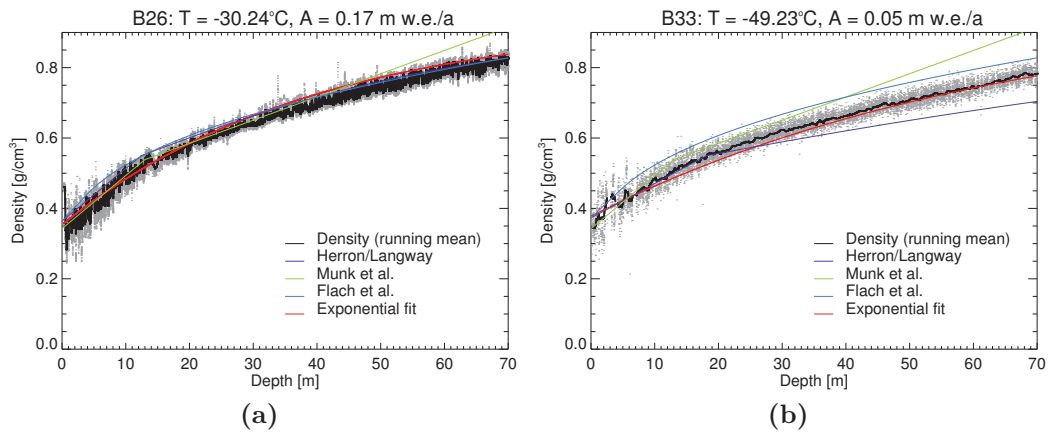 B26: T = -30.24°C, A = 0.17 m w.e./a
Density [g/cm³]
0.8
0.6
0.4
0.2
0.0
Density (running mean)
Herron/Langway
Munk et al.
Flach et al.
Exponential fit
0 10 20 30 40 50 60 70
Depth [m]
(a)
B33: T = -49.23°C, A = 0.05 m w.e./a
Density [g/cm³]
0.8
0.6
0.4
0.2
0.0
Density (running mean)
Herron/Langway
Munk et al.
Flach et al.
Exponential fit
0 10 20 30 40 50 60 70
Depth [m]
(b)